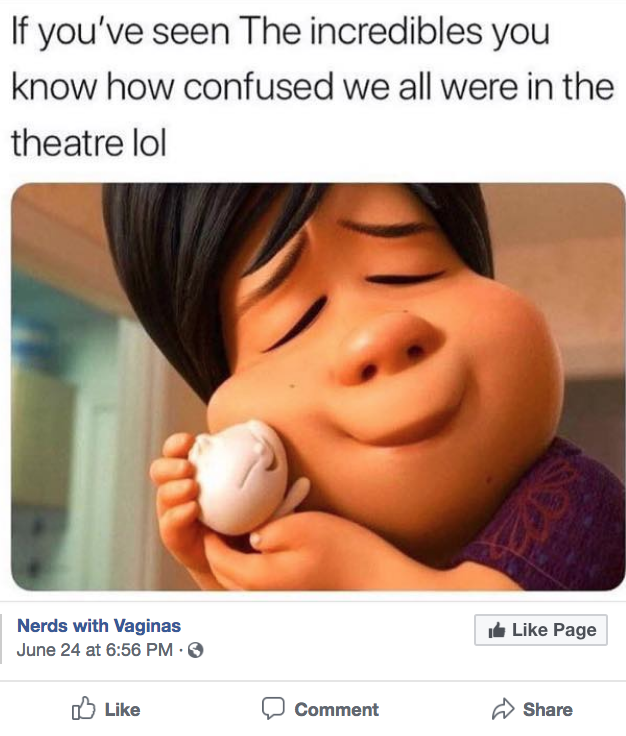 If you've seen The incredibles you
know how confused we all were in the
theatre lol
Nerds with Vaginas
Like Page
June 24 at 6:56 PM ·
Like Comment Share